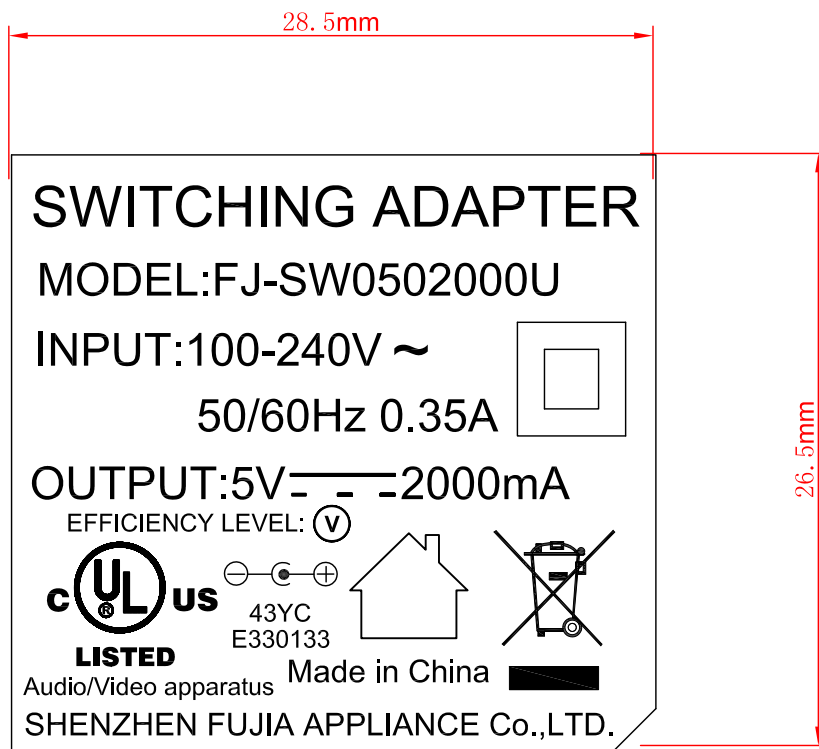 28.5mm
SWITCHING ADAPTER
MODEL:FJ-SW0502000U
INPUT:100-240V ~
50/60Hz 0.35A
OUTPUT:5V⎓2000mA
26.5mm
EFFICIENCY LEVEL: V
C UL ® US
LISTED
43YC
E330133
Audio/Video apparatus
Made in China
SHENZHEN FUJIA APPLIANCE Co.,LTD.